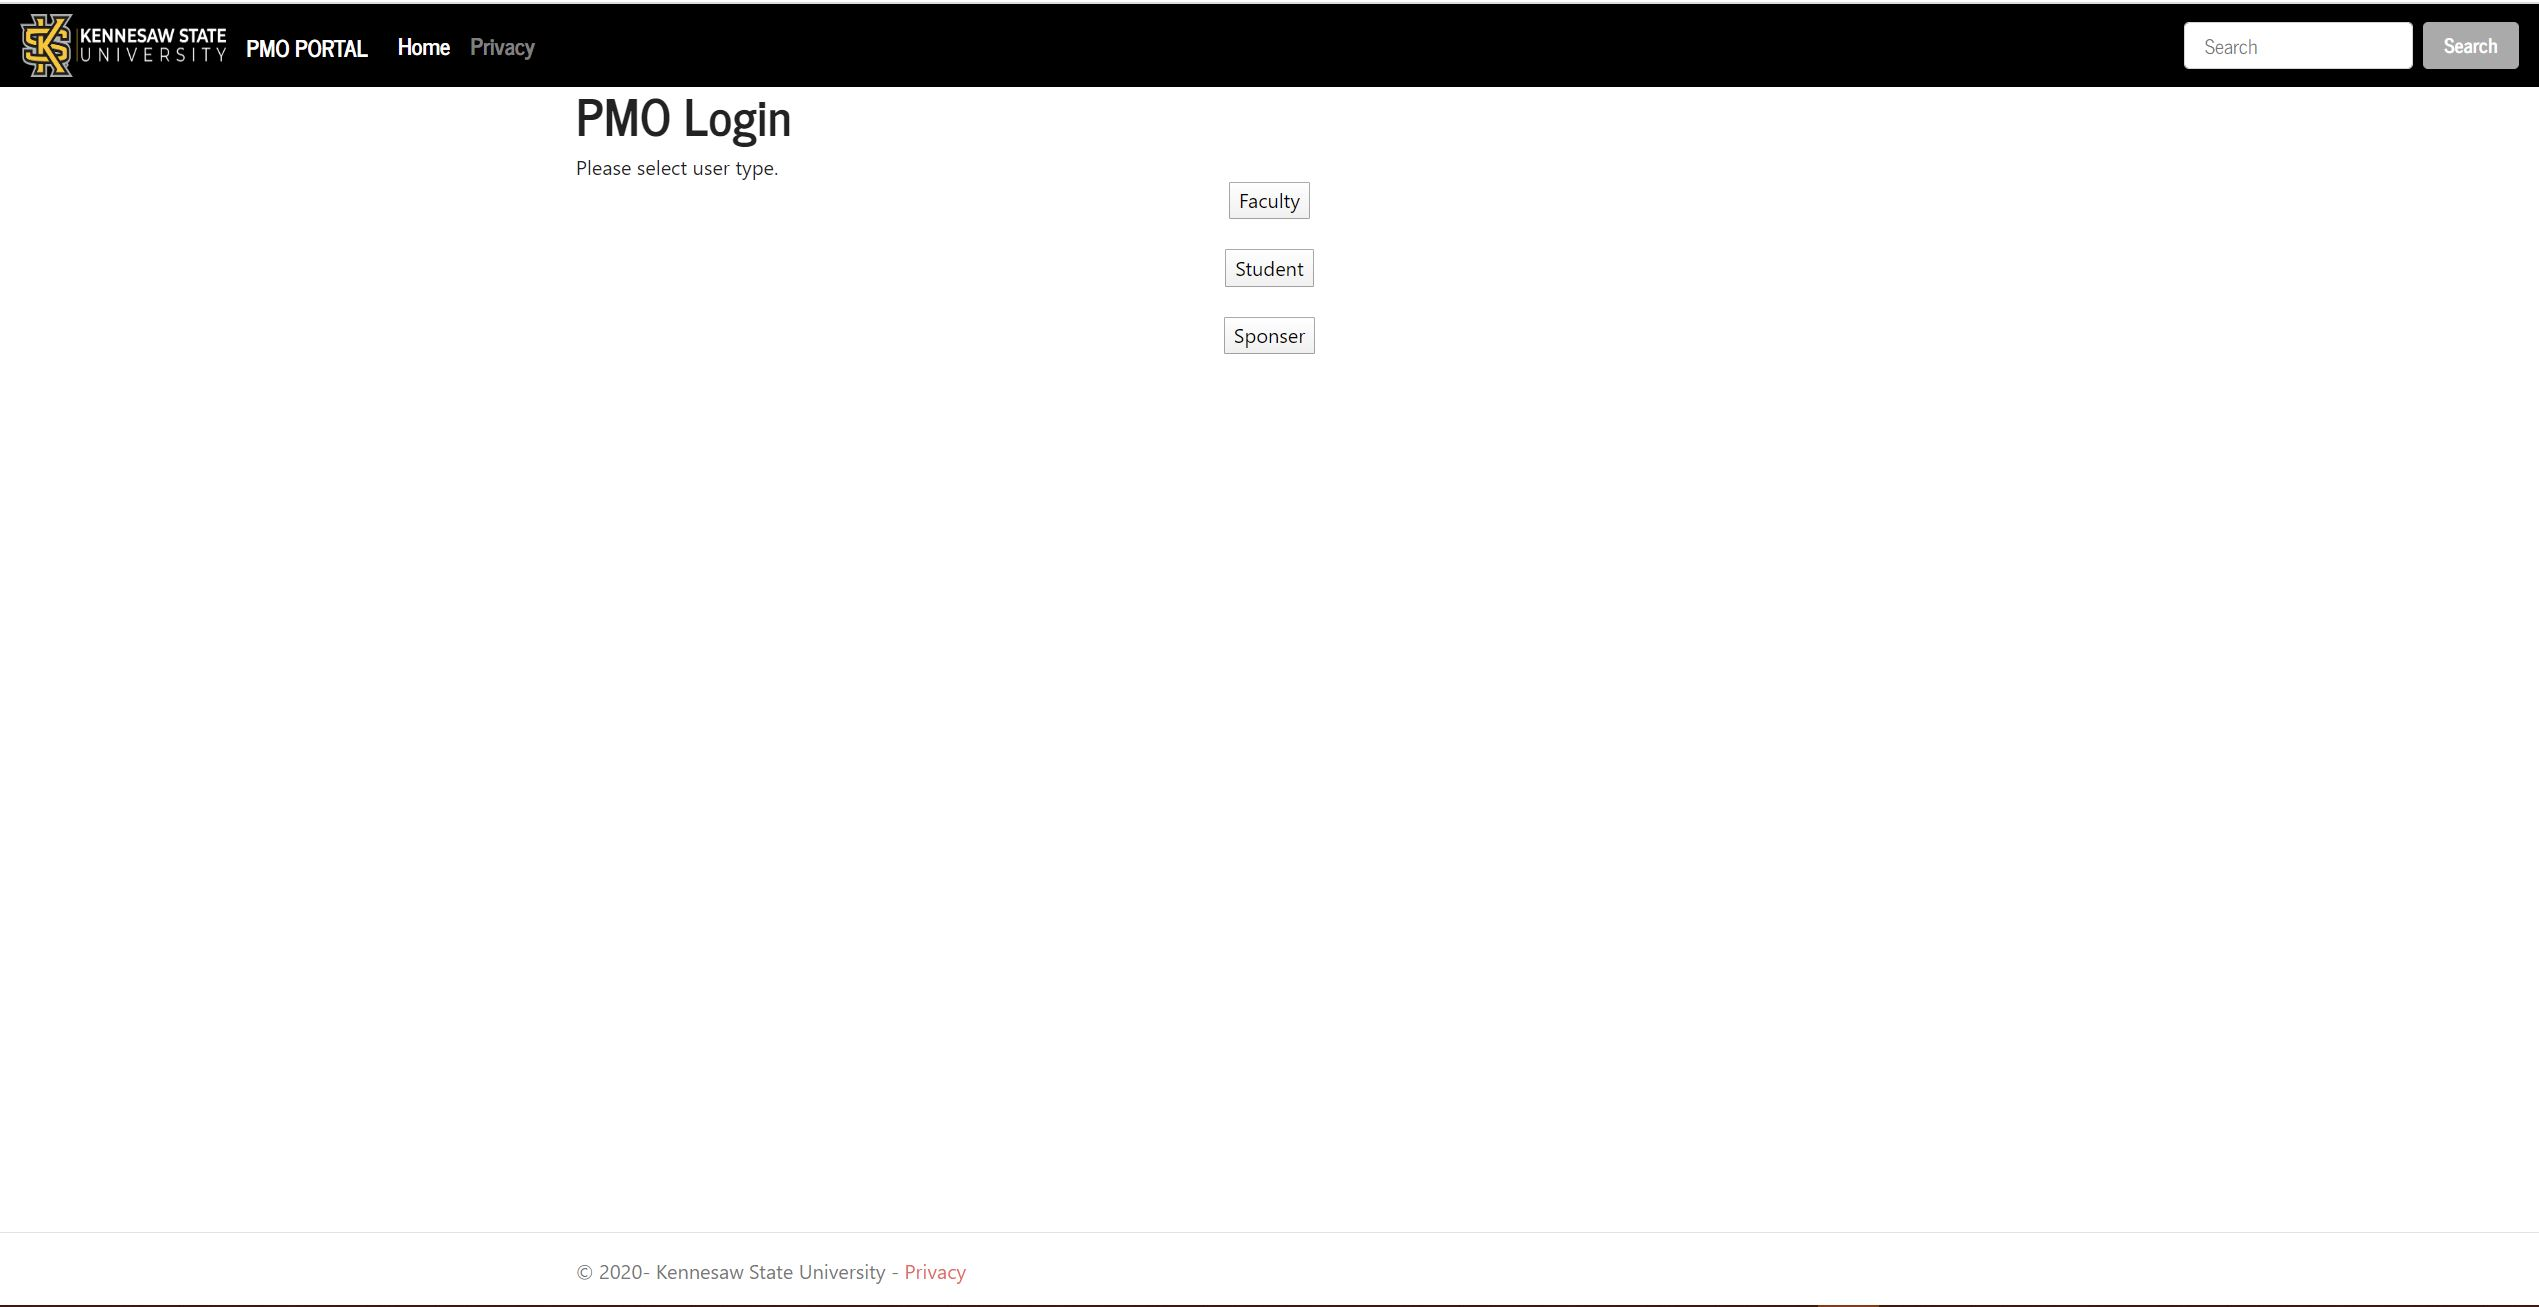 KENNESAW STATE
UNIVERSITY
PMO PORTAL Home Privacy Search Search
PMO Login
Please select user type.
Faculty
Student
Sponser
© 2020- Kennesaw State University - Privacy